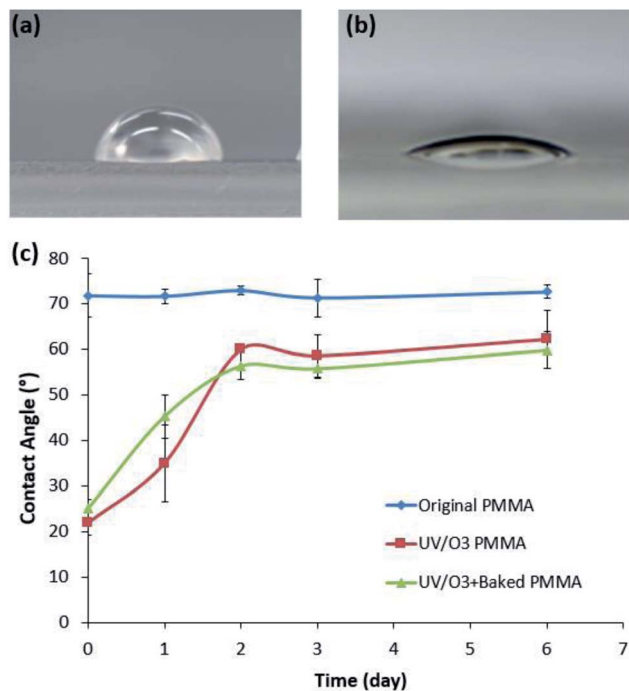 (a)
(b)
(c)
80
70
60
50
40
30
20
10
0
Contact Angle (°)
Original PMMA
UV/O3 PMMA
UV/O3+Baked PMMA
0 1 2 3 4 5 6 7
Time (day)